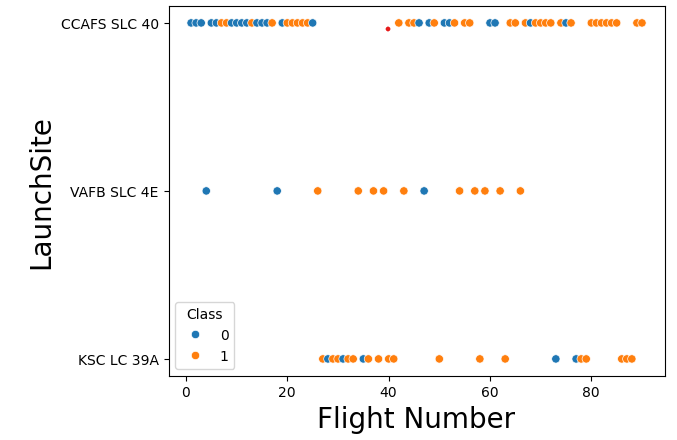 CCAFS SLC 40
VAFB SLC 4E
KSC LC 39A
LaunchSite
Class
0
1
0 20 40 60 80
Flight Number